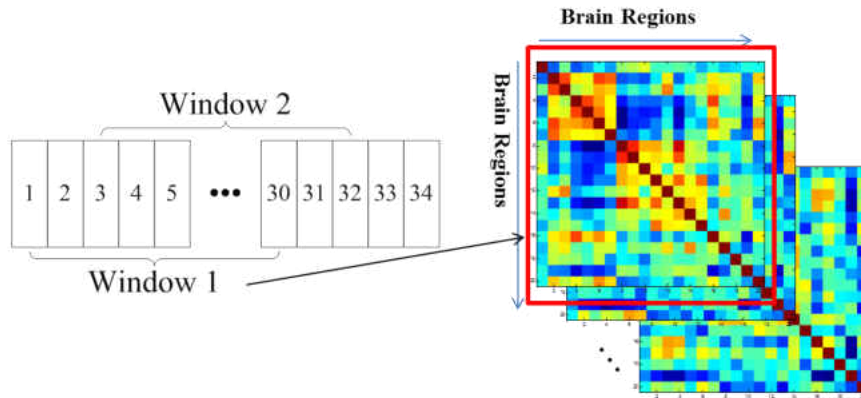 Brain Regions
Brain Regions
Window 2
1 2 3 4 5 ••• 30 31 32 33 34
Window 1